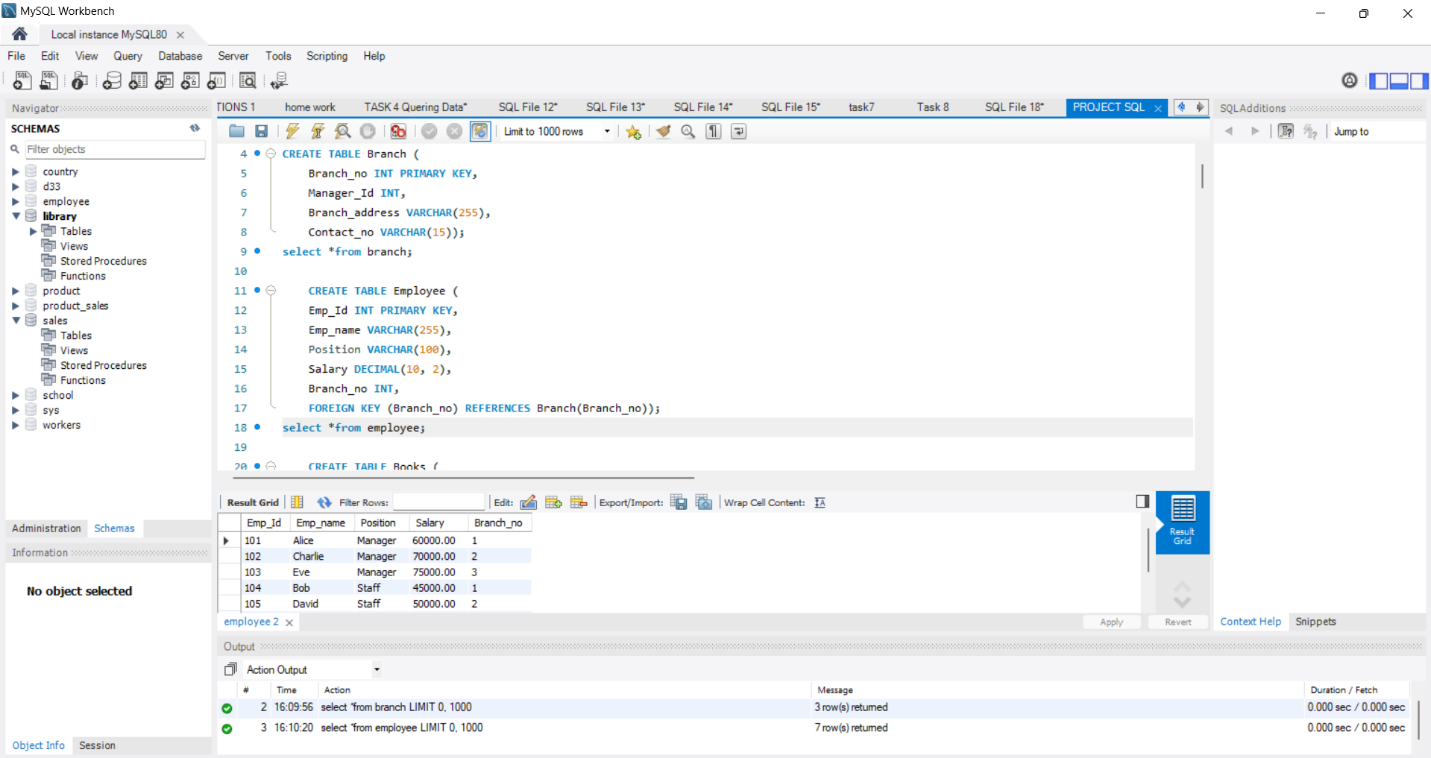 MySQL Workbench
Local instance MySQL80
File Edit View Query Database Server Tools Scripting Help
Navigator
SCHEMAS
Filter objects
country
d33
employee
library
Tables
Views
Stored Procedures
Functions
product
product_sales
sales
Tables
Views
Stored Procedures
Functions
school
sys
workers
Administration Schemas
Information
No object selected
Object Info Session
TIONS 1 home work TASK 4 Quering Data* SQL File 12* SQL File 13* SQL File 14* SQL File 15* task7 Task 8 SQL File 18* PROJECT SQL
Limit to 1000 rows
4 CREATE TABLE Branch (
5 Branch_no INT PRIMARY KEY,
6 Manager_Id INT,
7 Branch_address VARCHAR(255),
8 Contact_no VARCHAR(15));
9 select *from branch;
10
11 CREATE TABLE Employee (
12 Emp_Id INT PRIMARY KEY,
13 Emp_name VARCHAR(255),
14 Position VARCHAR(100),
15 Salary DECIMAL(10, 2),
16 Branch_no INT,
17 FOREIGN KEY (Branch_no) REFERENCES Branch(Branch_no));
18 select *from employee;
19
20 CREATE TABLE Books (
Result Grid Filter Rows: Edit: Export/Import: Wrap Cell Content:
Emp_Id Emp_name Position Salary Branch_no
101 Alice Manager 60000.00 1
102 Charlie Manager 70000.00 2
103 Eve Manager 75000.00 3
104 Bob Staff 45000.00 1
105 David Staff 50000.00 2
Result
Grid
employee 2 Apply Revert
SQLAdditions
Jump to
Context Help Snippets
Output
Action Output
# Time Action Message Duration / Fetch
2 16:09:56 select *from branch LIMIT 0, 1000 3 row(s) returned 0.000 sec / 0.000 sec
3 16:10:20 select *from employee LIMIT 0, 1000 7 row(s) returned 0.000 sec / 0.000 sec